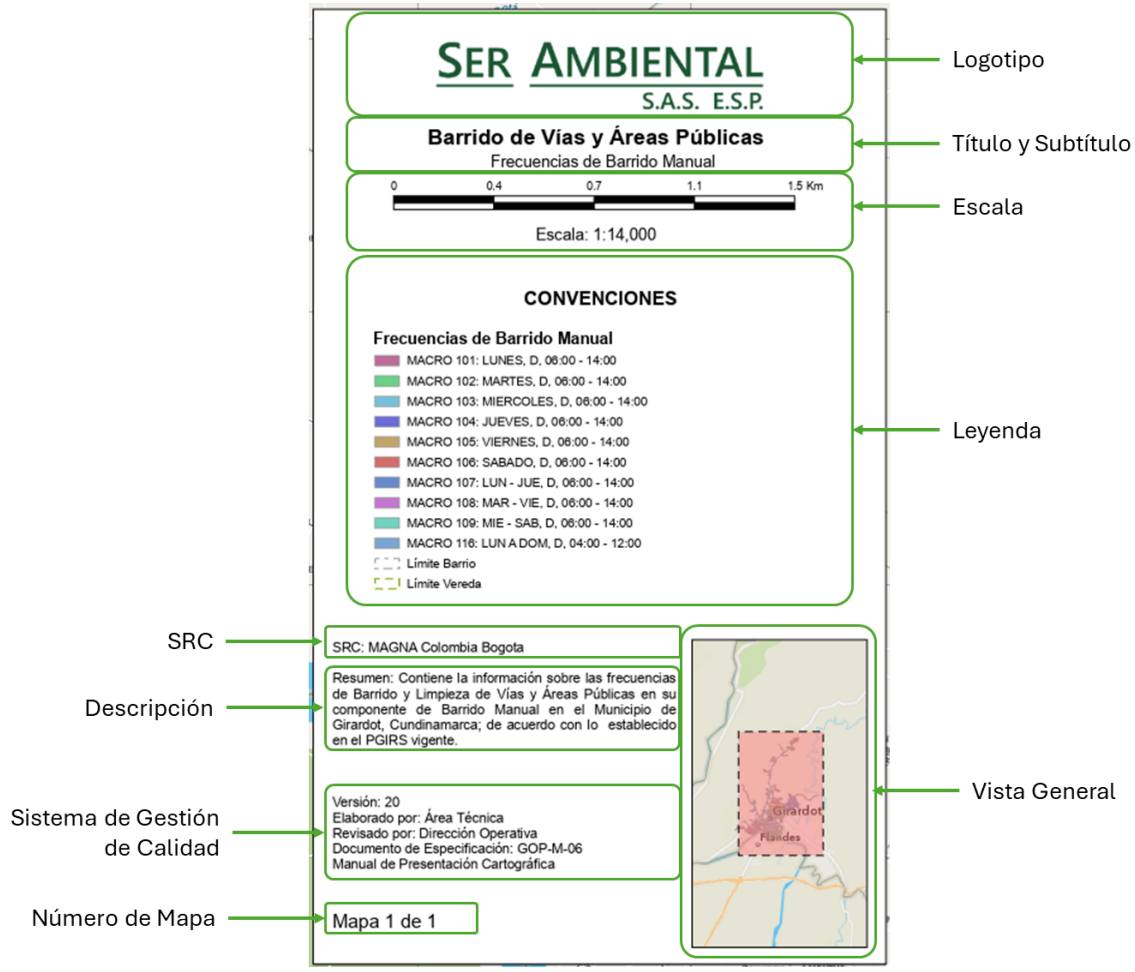 SER AMBIENTAL
S.A.S. E.S.P.
Logotipo
Barrido de Vías y Áreas Públicas
Frecuencias de Barrido Manual
Título y Subtítulo
0 0.4 0.7 1.1 1.5 Km
Escala: 1:14,000
Escala
CONVENCIONES
Frecuencias de Barrido Manual
MACRO 101: LUNES, D, 06:00 - 14:00
MACRO 102: MARTES, D, 06:00 - 14:00
MACRO 103: MIERCOLES, D, 06:00 - 14:00
MACRO 104: JUEVES, D, 06:00 - 14:00
MACRO 105: VIERNES, D, 06:00 - 14:00
MACRO 106: SABADO, D, 06:00 - 14:00
MACRO 107: LUN - JUE, D, 06:00 - 14:00
MACRO 108: MAR - VIE, D, 06:00 - 14:00
MACRO 109: MIE - SAB, D, 06:00 - 14:00
MACRO 116: LUN A DOM, D, 04:00 - 12:00
Límite Barrio
Límite Vereda
Leyenda
SRC
SRC: MAGNA Colombia Bogota
Descripción
Resumen: Contiene la información sobre las frecuencias
de Barrido y Limpieza de Vías y Áreas Públicas en su
componente de Barrido Manual en el Municipio de
Girardot, Cundinamarca; de acuerdo con lo establecido
en el PGIRS vigente.
Sistema de Gestión
de Calidad
Versión: 20
Elaborado por: Área Técnica
Revisado por: Dirección Operativa
Documento de Especificación: GOP-M-06
Manual de Presentación Cartográfica
Número de Mapa
Mapa 1 de 1
Girardot
Flandes
Vista General